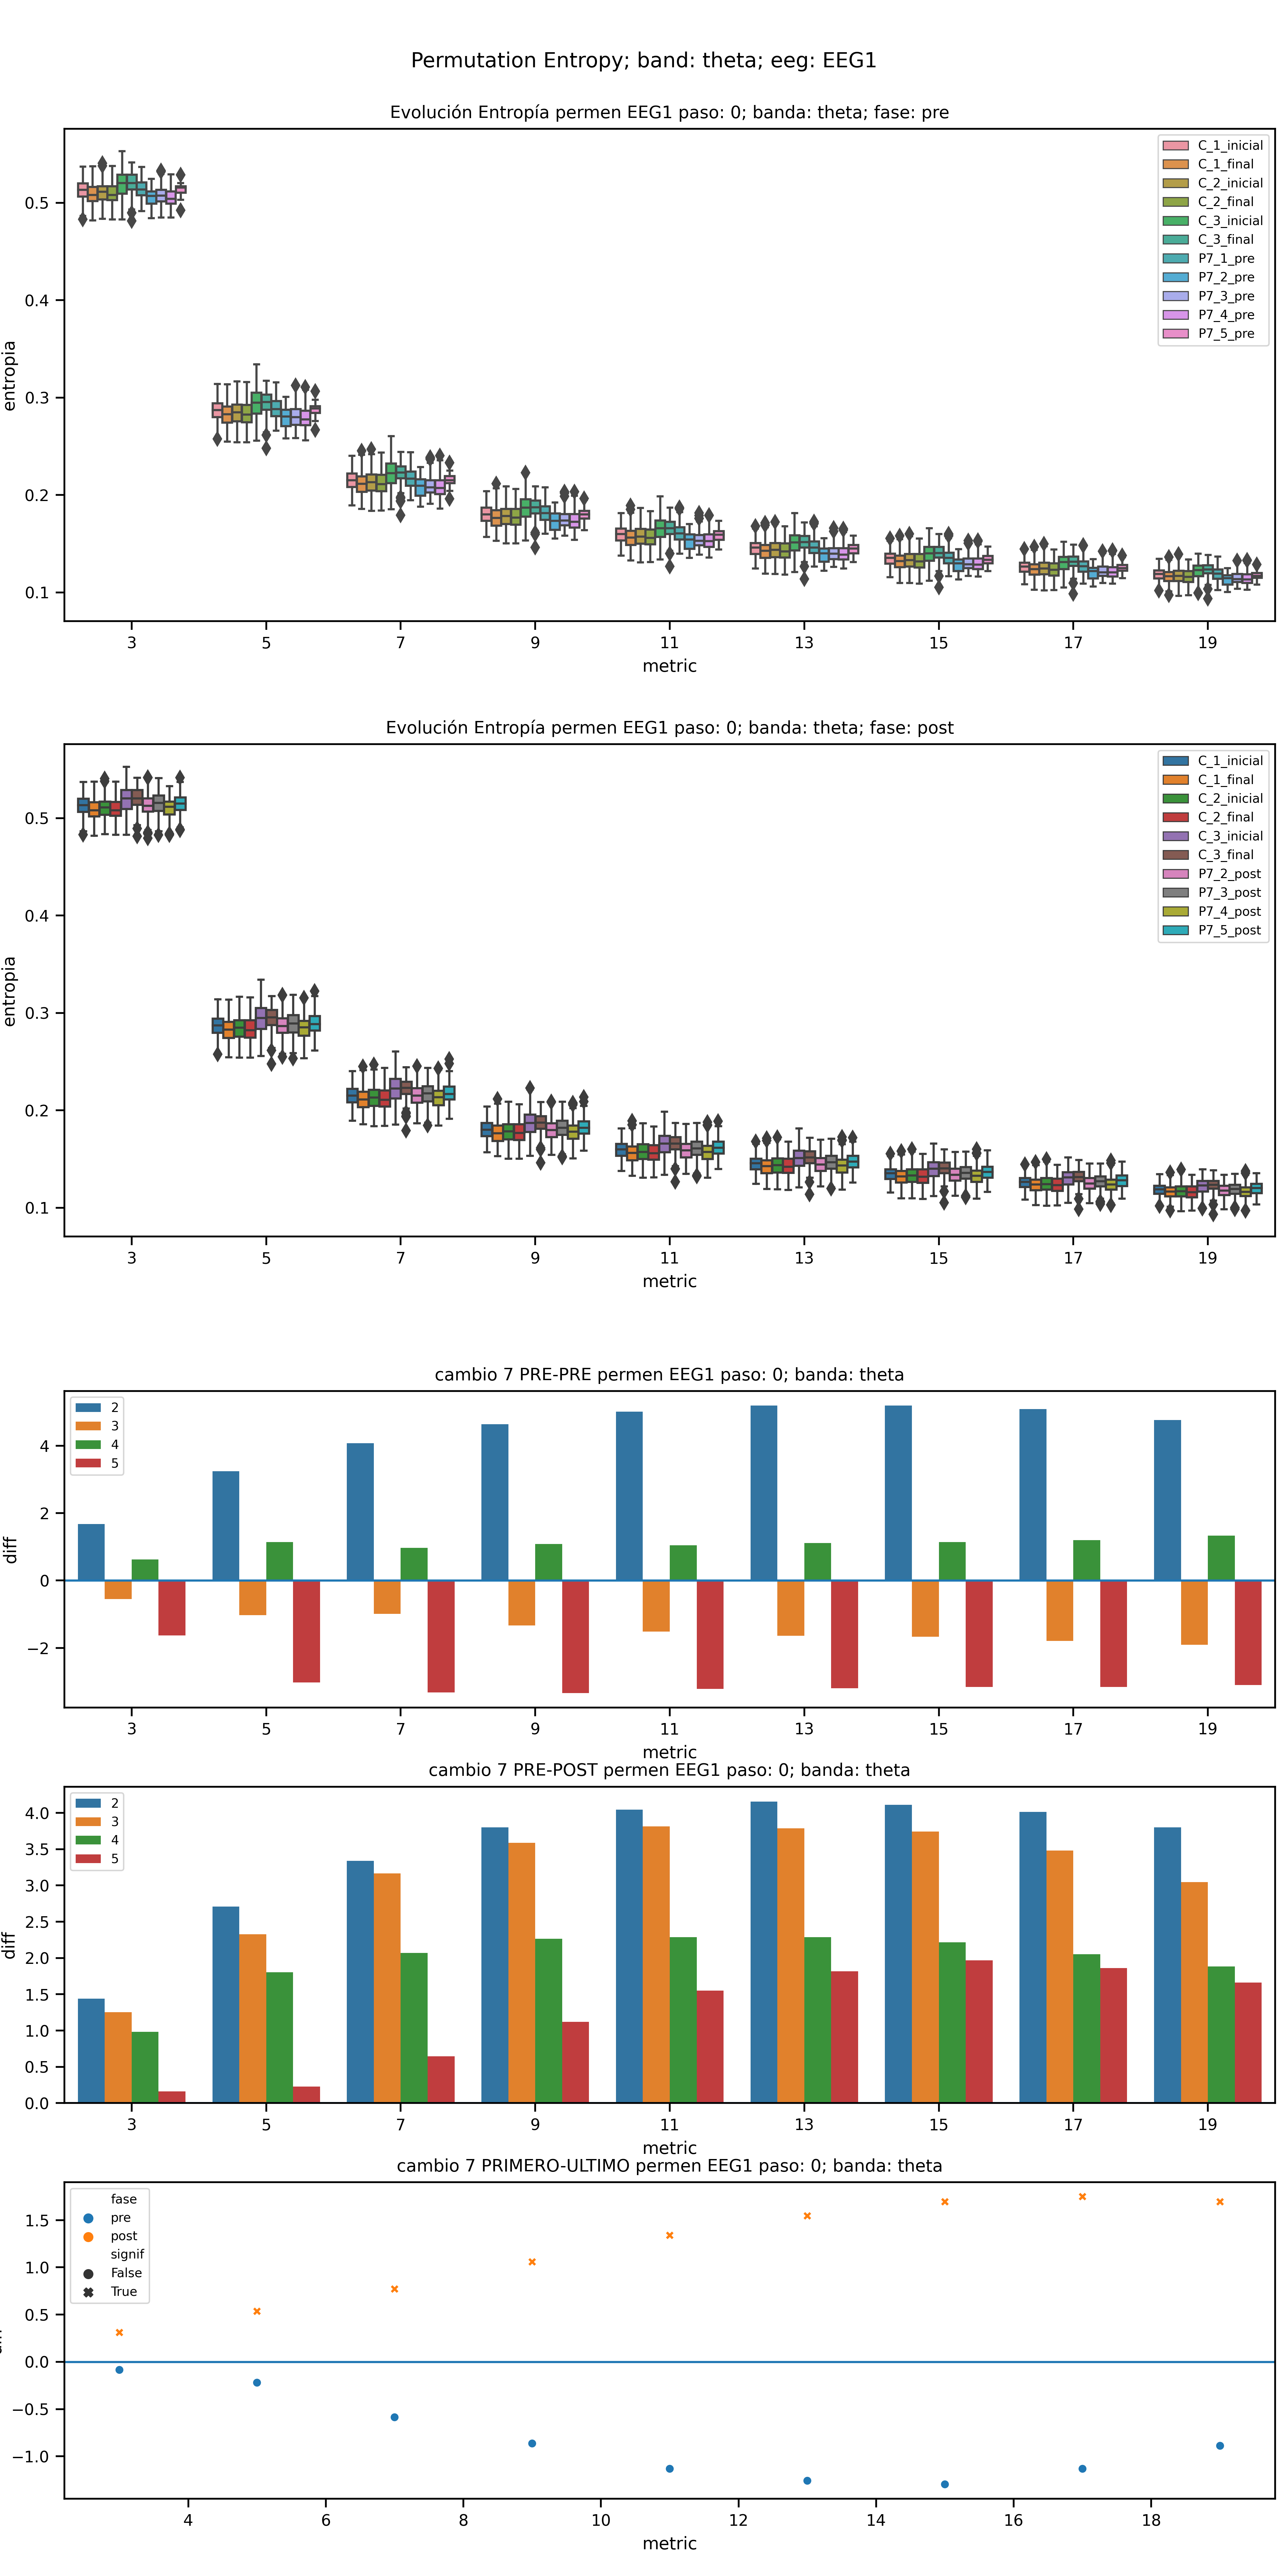 Permutation Entropy; band: theta; eeg: EEG1
Evolución Entropía permen EEG1 paso: 0; banda: theta; fase: pre
C_1_inicial
C_1_final
C_2_inicial
C_2_final
C_3_inicial
C_3_final
P7_1_pre
P7_2_pre
P7_3_pre
P7_4_pre
P7_5_pre
0.5
0.4
0.3
0.2
0.1
entropia
3 5 7 9 11 13 15 17 19
metric
Evolución Entropía permen EEG1 paso: 0; banda: theta; fase: post
C_1_inicial
C_1_final
C_2_inicial
C_2_final
C_3_inicial
C_3_final
P7_2_post
P7_3_post
P7_4_post
P7_5_post
0.5
0.4
0.3
0.2
0.1
entropia
3 5 7 9 11 13 15 17 19
metric
cambio 7 PRE-PRE permen EEG1 paso: 0; banda: theta
2
3
4
5
4
2
0
−2
diff
3 5 7 9 11 13 15 17 19
metric
cambio 7 PRE-POST permen EEG1 paso: 0; banda: theta
2
3
4
5
4.0
3.5
3.0
2.5
2.0
1.5
1.0
0.5
0.0
diff
3 5 7 9 11 13 15 17 19
metric
cambio 7 PRIMERO-ULTIMO permen EEG1 paso: 0; banda: theta
fase
pre
post
signif
False
True
1.5
1.0
0.5
0.0
−0.5
−1.0
4 6 8 10 12 14 16 18
metric